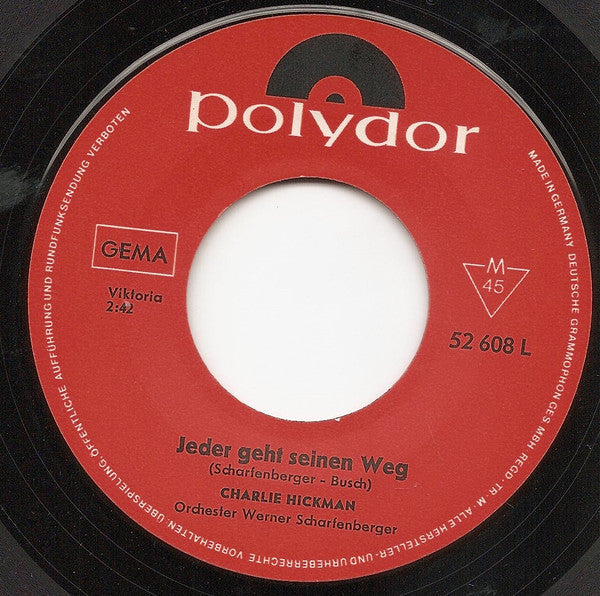 polydor
GEMA
Viktoria
2:42
M
45
52 608 L
Jeder geht seinen Weg
(Scharfenberger - Busch)
CHARLIE HICKMAN
Orchester Werner Scharfenberger
MADE IN GERMANY DEUTSCHE GRAMMOPHON GES MBH REGD·TR·M. ALLE HERSTELLER-UND URHEBERRECHTE VORBEHALTEN ÜBERSPIELUNG, ÖFFENTLICHE AUFFÜHRUNG UND RUNDFUNKSENDUNG VERBOTEN